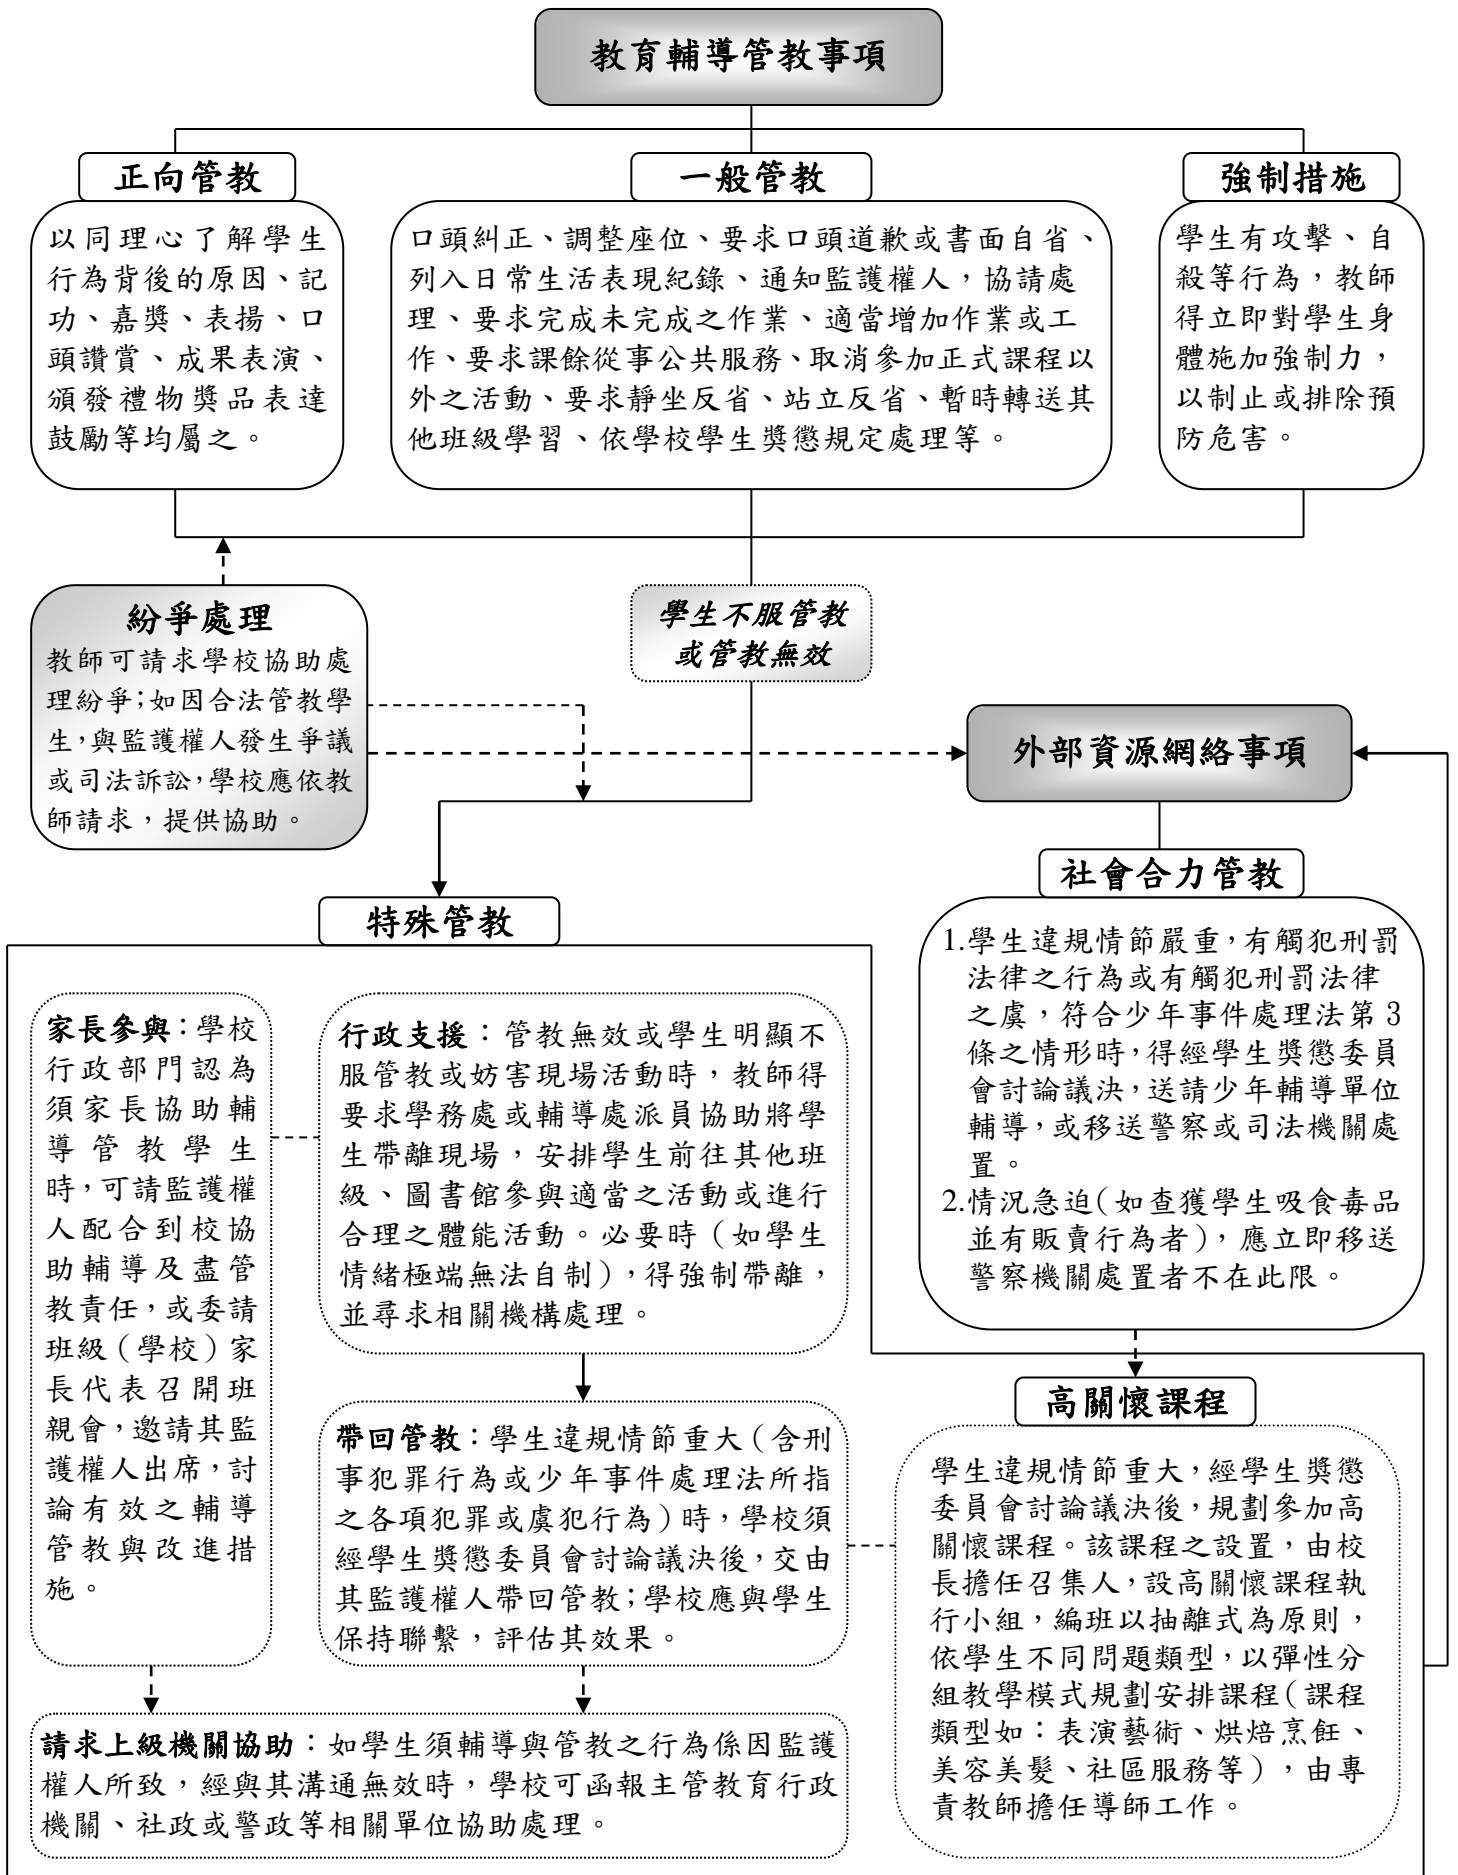 教育輔導管教事項
正向管教
以同理心了解學生
行為背後的原因、記
功、嘉獎、表揚、口
頭讚賞、成果表演、
頒發禮物獎品表達
鼓勵等均屬之。
一般管教
口頭糾正、調整座位、要求口頭道歉或書面自省、
列入日常生活表現紀錄、通知監護權人，協請處
理、要求完成未完成之作業、適當增加作業或工
作、要求課餘從事公共服務、取消參加正式課程以
外之活動、要求靜坐反省、站立反省、暫時轉送其
他班級學習、依學校學生獎懲規定處理等。
強制措施
學生有攻擊、自
殺等行為，教師
得立即對學生身
體施加強制力，
以制止或排除預
防危害。
紛爭處理
教師可請求學校協助處
理紛爭；如因合法管教學
生，與監護權人發生爭議
或司法訴訟，學校應依教
師請求，提供協助。
學生不服管教
或管教無效
外部資源網絡事項
社會合力管教
1.學生違規情節嚴重，有觸犯刑罰
法律之行為或有觸犯刑罰法律
之虞，符合少年事件處理法第 3
條之情形時，得經學生獎懲委員
會討論議決，送請少年輔導單位
輔導，或移送警察或司法機關處
置。
2.情況急迫（如查獲學生吸食毒品
並有販賣行為者），應立即移送
警察機關處置者不在此限。
特殊管教
家長參與：學校
行政部門認為
須家長協助輔
導管教學生
時，可請監護權
人配合到校協
助輔導及盡管
教責任，或委請
班級（學校）家
長代表召開班
親會，邀請其監
護權人出席，討
論有效之輔導
管教與改進措
施。
行政支援：管教無效或學生明顯不
服管教或妨害現場活動時，教師得
要求學務處或輔導處派員協助將學
生帶離現場，安排學生前往其他班
級、圖書館參與適當之活動或進行
合理之體能活動。必要時（如學生
情緒極端無法自制），得強制帶離，
並尋求相關機構處理。
帶回管教：學生違規情節重大（含刑
事犯罪行為或少年事件處理法所指
之各項犯罪或虞犯行為）時，學校須
經學生獎懲委員會討論議決後，交由
其監護權人帶回管教；學校應與學生
保持聯繫，評估其效果。
高關懷課程
學生違規情節重大，經學生獎懲
委員會討論議決後，規劃參加高
關懷課程。該課程之設置，由校
長擔任召集人，設高關懷課程執
行小組，編班以抽離式為原則，
依學生不同問題類型，以彈性分
組教學模式規劃安排課程（課程
類型如：表演藝術、烘焙烹飪、
美容美髮、社區服務等），由專
責教師擔任導師工作。
請求上級機關協助：如學生須輔導與管教之行為係因監護
權人所致，經與其溝通無效時，學校可函報主管教育行政
機關、社政或警政等相關單位協助處理。